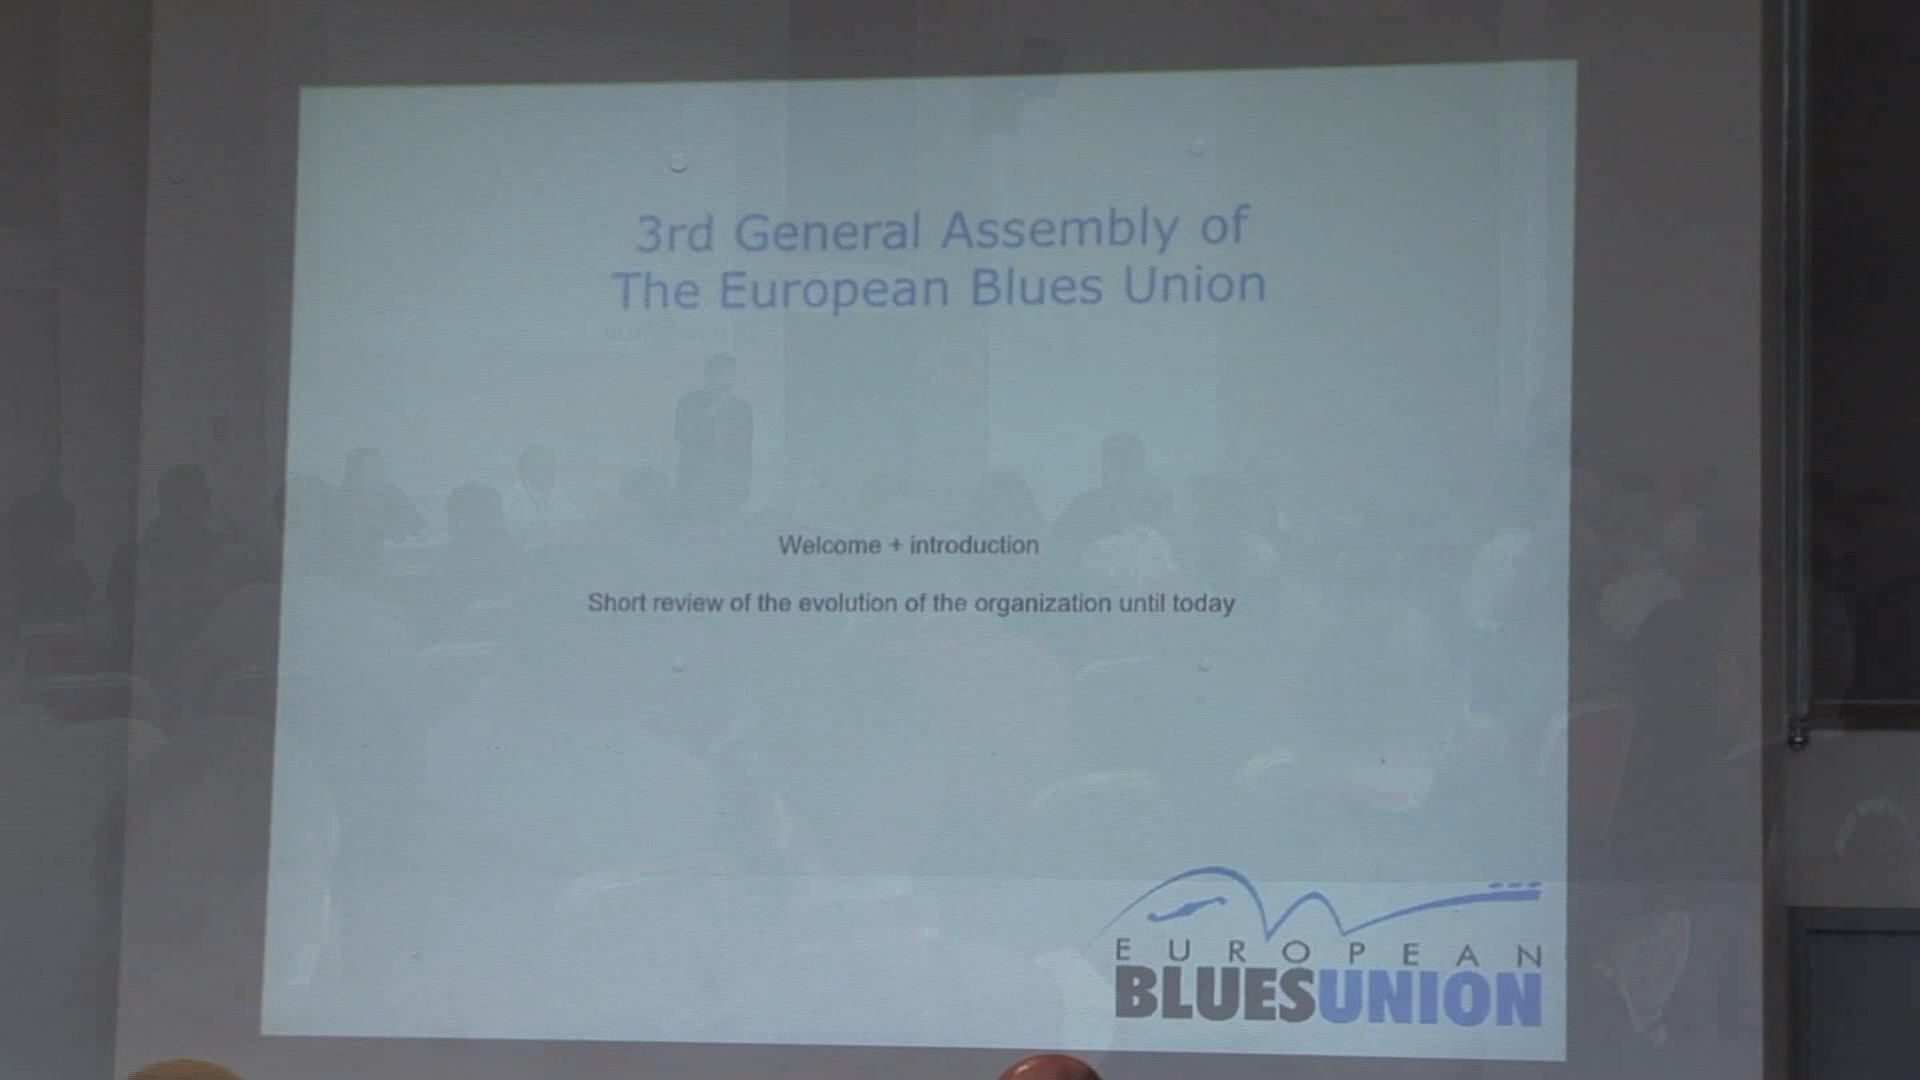 3rd General Assembly of
The European Blues Union
Welcome + introduction
Short review of the evolution of the organization until today
EUROPEAN
BLUESUNION